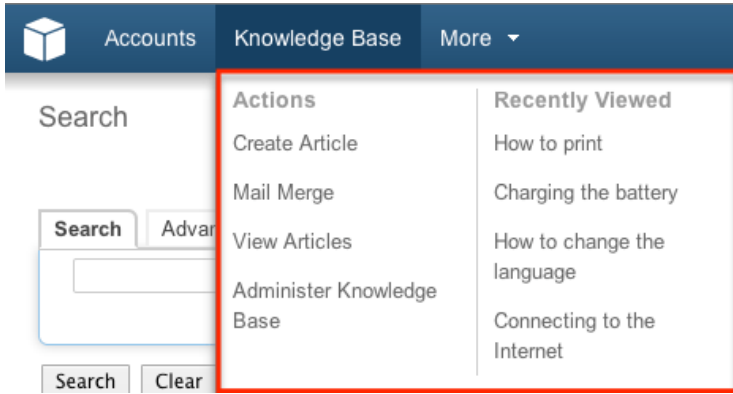 Accounts
Knowledge Base
More
Search
Search
Advan
Search
Clear
Actions
Create Article
Mail Merge
View Articles
Administer Knowledge
Base
Recently Viewed
How to print
Charging the battery
How to change the
language
Connecting to the
Internet